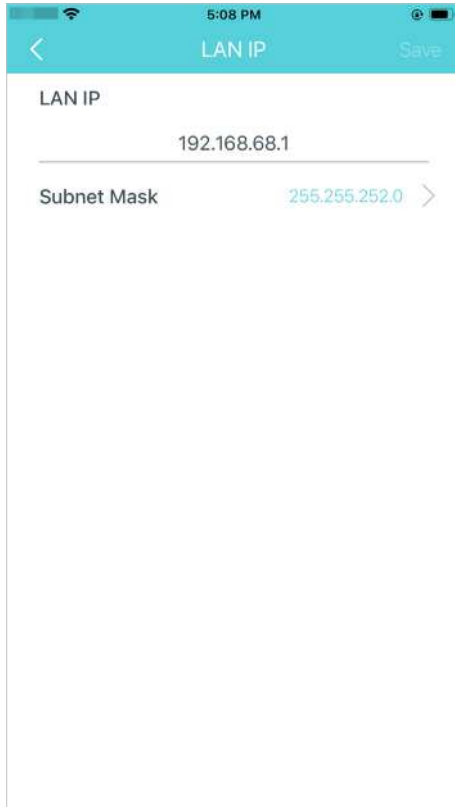 5:08 PM
LAN IP
Save
LAN IP
192.168.68.1
Subnet Mask
255.255.252.0